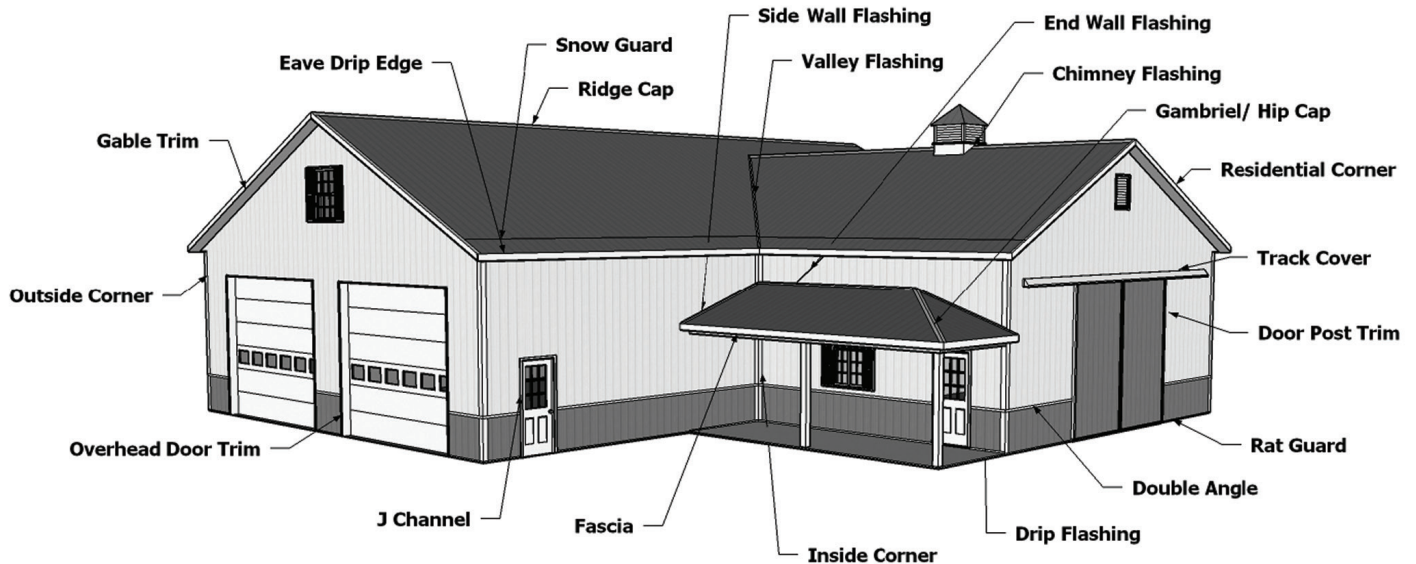 Side Wall Flashing
End Wall Flashing
Snow Guard
Valley Flashing
Eave Drip Edge
Chimney Flashing
Ridge Cap
Gambriel/ Hip Cap
Gable Trim
Residential Corner
Track Cover
Outside Corner
Door Post Trim
Overhead Door Trim
Rat Guard
Double Angle
J Channel
Fascia
Drip Flashing
Inside Corner